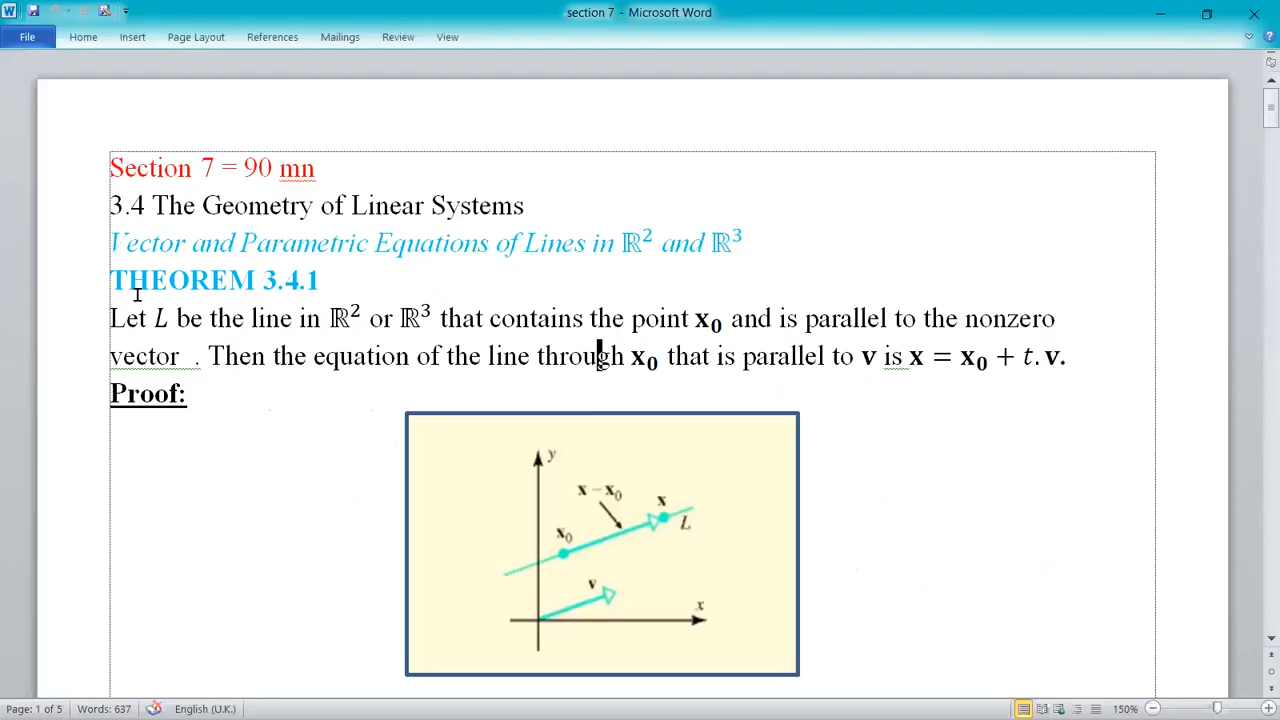 section 7 - Microsoft Word
File Home Insert Page Layout References Mailings Review View
Section 7 = 90 mn
3.4 The Geometry of Linear Systems
Vector and Parametric Equations of Lines in ℝ² and ℝ³
THEOREM 3.4.1
Let L be the line in ℝ² or ℝ³ that contains the point x₀ and is parallel to the nonzero
vector . Then the equation of the line through x₀ that is parallel to v is x = x₀ + t. v.
Proof:
y
x – x₀
x
L
x₀
v
x
Page: 1 of 5 Words: 637 English (U.K.) 150%